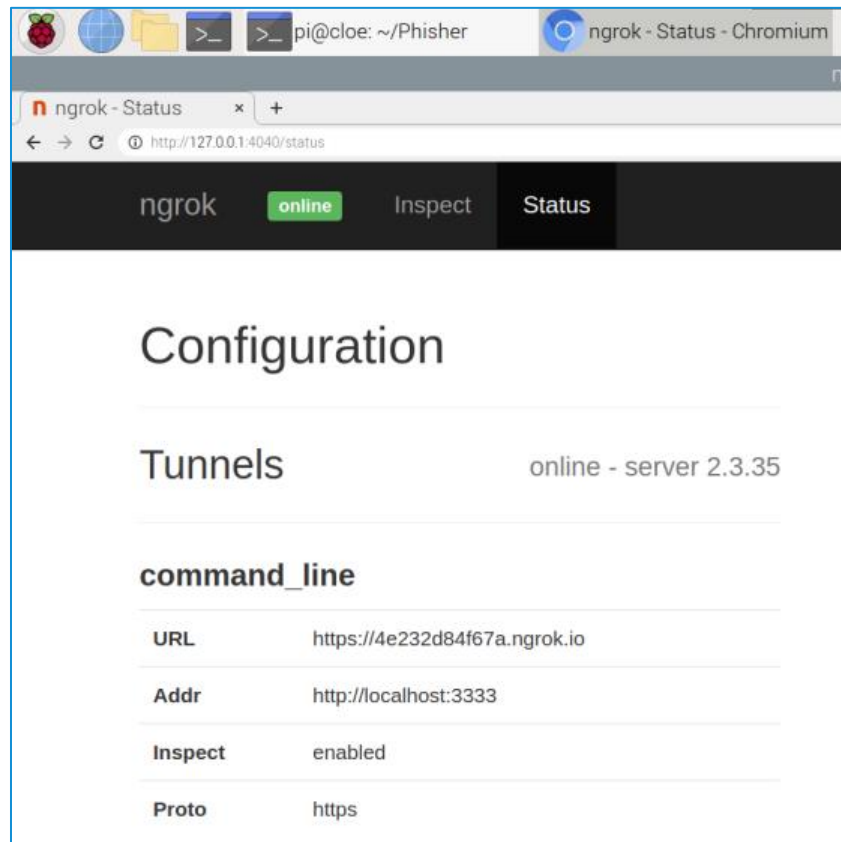 pi@cloe: ~/Phisher ngrok - Status - Chromium
ngrok - Status
http://127.0.0.1:4040/status
ngrok online Inspect Status
Configuration
Tunnels online - server 2.3.35
command_line
URL https://4e232d84f67a.ngrok.io
Addr http://localhost:3333
Inspect enabled
Proto https